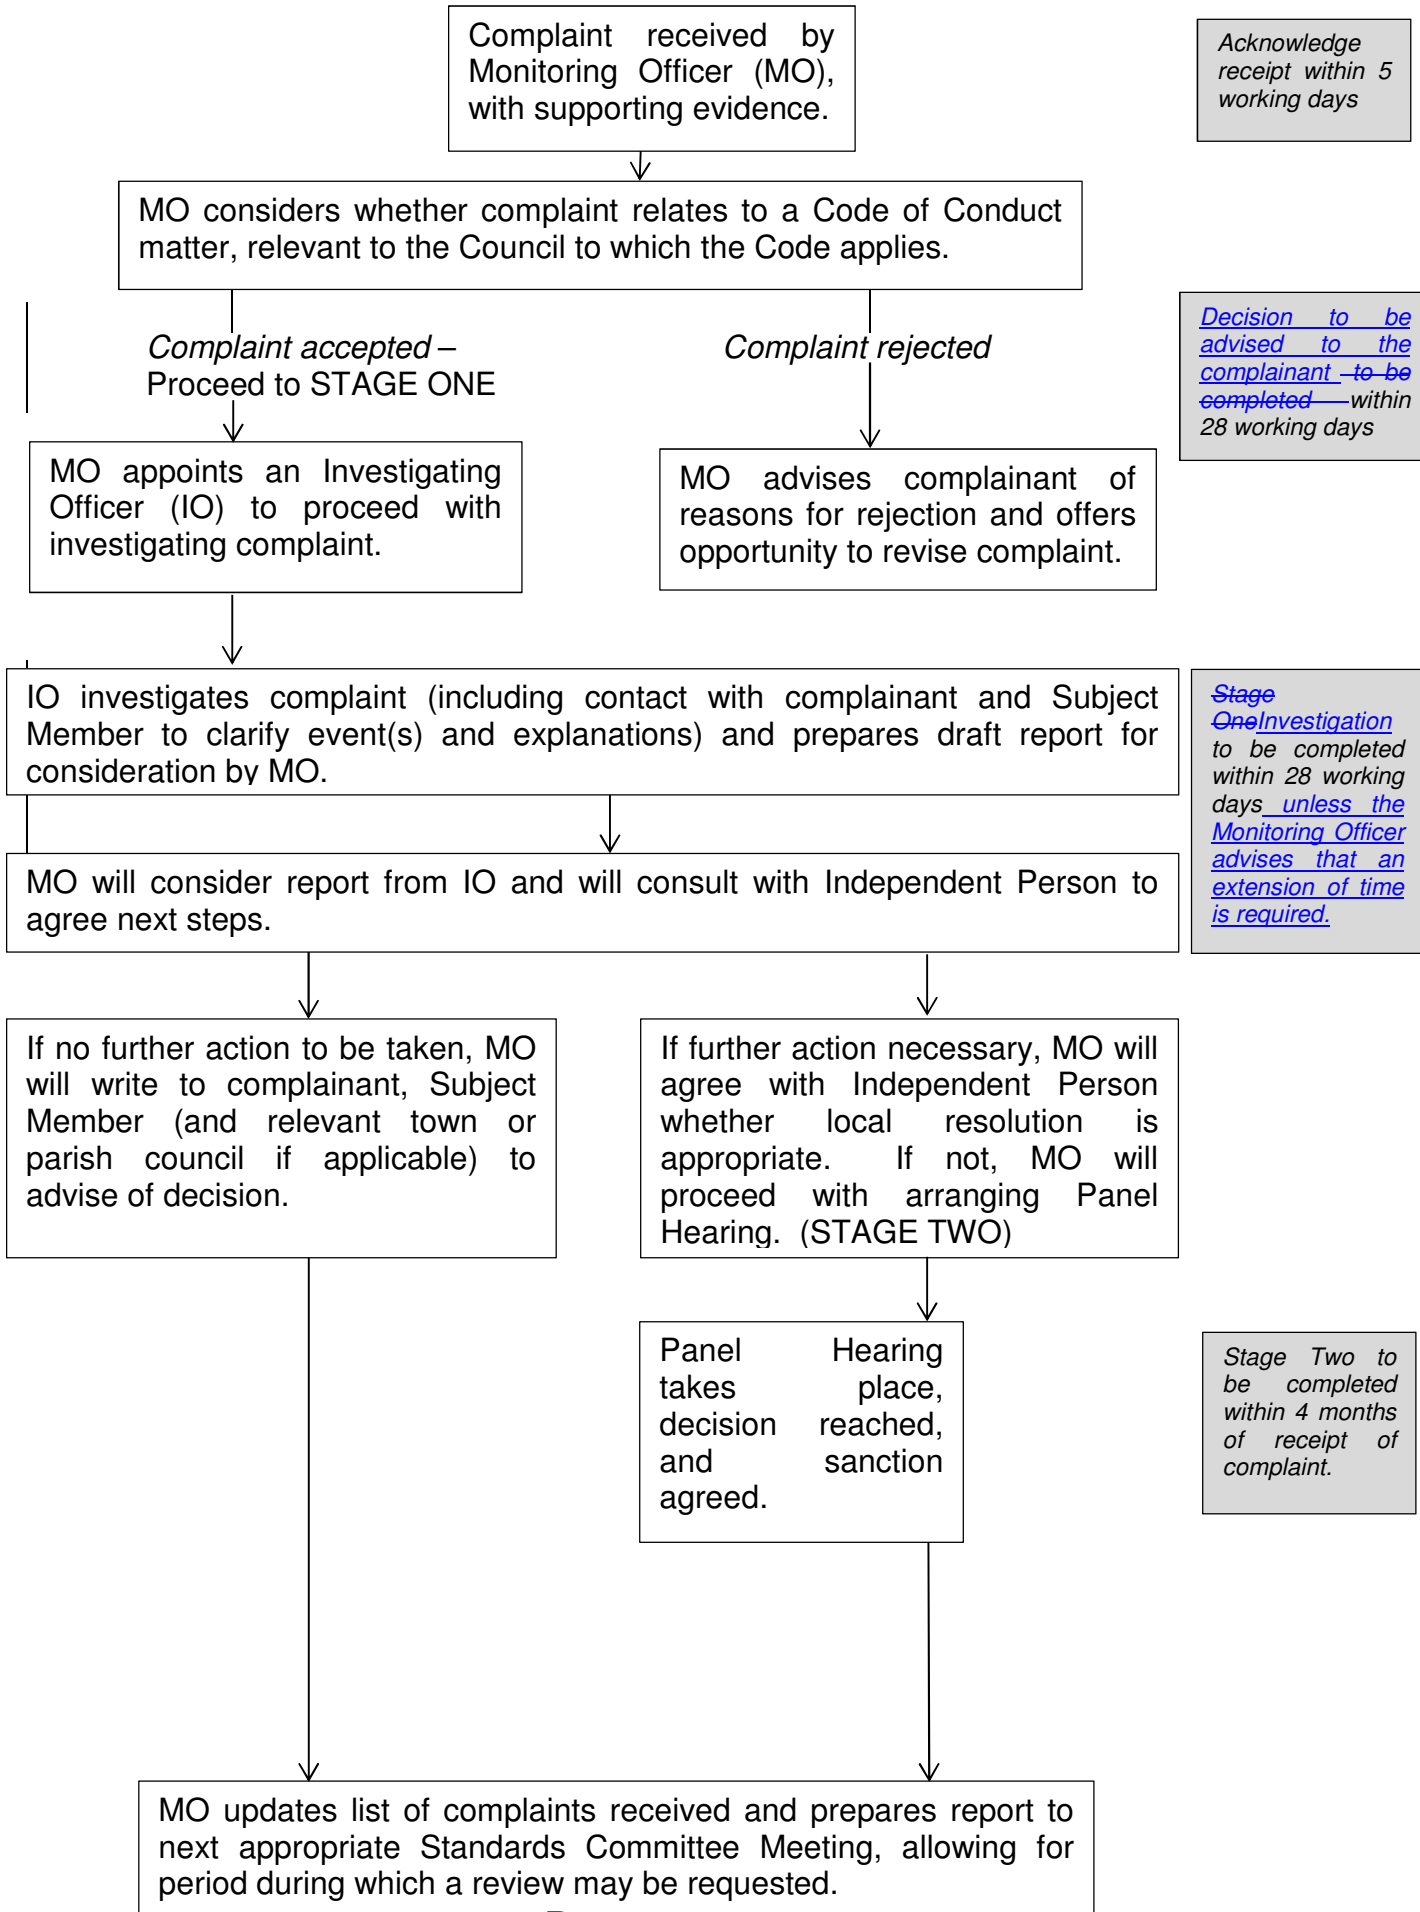 Complaint received by
Monitoring Officer (MO),
with supporting evidence.
Acknowledge
receipt within 5
working days
MO considers whether complaint relates to a Code of Conduct
matter, relevant to the Council to which the Code applies.
Complaint accepted –
Proceed to STAGE ONE
Complaint rejected
Decision to be
advised to the
complainant to be
completed within
28 working days
MO appoints an Investigating
Officer (IO) to proceed with
investigating complaint.
MO advises complainant of
reasons for rejection and offers
opportunity to revise complaint.
IO investigates complaint (including contact with complainant and Subject
Member to clarify event(s) and explanations) and prepares draft report for
consideration by MO.
Stage
OneInvestigation
to be completed
within 28 working
days unless the
Monitoring Officer
advises that an
extension of time
is required.
MO will consider report from IO and will consult with Independent Person to
agree next steps.
If no further action to be taken, MO
will write to complainant, Subject
Member (and relevant town or
parish council if applicable) to
advise of decision.
If further action necessary, MO will
agree with Independent Person
whether local resolution is
appropriate. If not, MO will
proceed with arranging Panel
Hearing. (STAGE TWO)
Panel Hearing
takes place,
decision reached,
and sanction
agreed.
Stage Two to
be completed
within 4 months
of receipt of
complaint.
MO updates list of complaints received and prepares report to
next appropriate Standards Committee Meeting, allowing for
period during which a review may be requested.